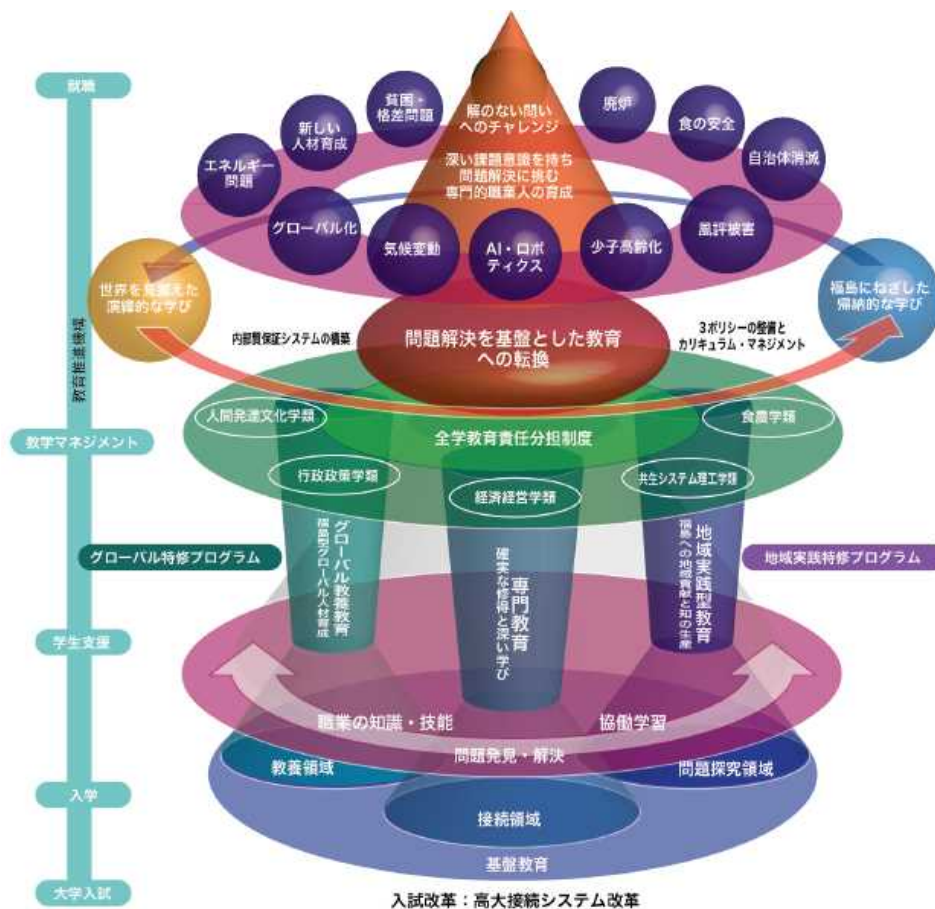 就職
解のない問い
へのチャレンジ
深い課題意識を持ち
問題解決に挑む
専門的職業人の育成
貧困・
格差問題
廃炉
新しい
人材育成
食の安全
エネルギー
問題
自治体消滅
グローバル化
気候変動
AI・ロボ
ティクス
少子高齢化
風評被害
世界を見据えた
演繹的な学び
福島にねざした
帰納的な学び
内部質保証システムの構築
問題解決を基盤とした教育
への転換
3ポリシーの整備と
カリキュラム・マネジメント
教育推進機構
人間発達文化学類
食農学類
教学マネジメント
全学教育責任分担制度
行政政策学類
経済経営学類
共生システム理工学類
グローバル特修プログラム
グローバル教養教育
福島型グローバル人材育成
専門教育
確実な修得と深い学び
地域実践型教育
福島への地域貢献と知の生産
地域実践特修プログラム
学生支援
職業の知識・技能
協働学習
問題発見・解決
教養領域
問題探究領域
入学
接続領域
基盤教育
大学入試
入試改革：高大接続システム改革